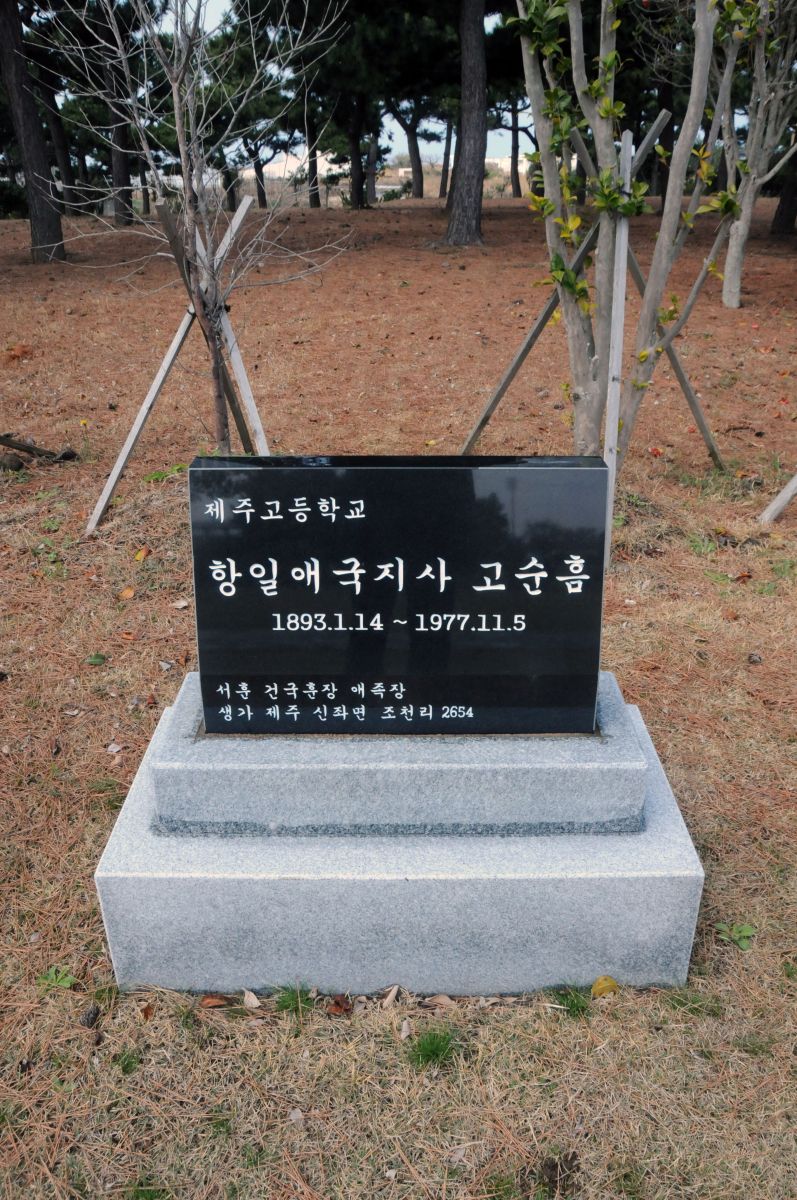 제주고등학교
항일애국지사 고순흠
1893.1.14 ~ 1977.11.5
서훈 건국훈장 애족장
생가 제주 신좌면 조천리 2654